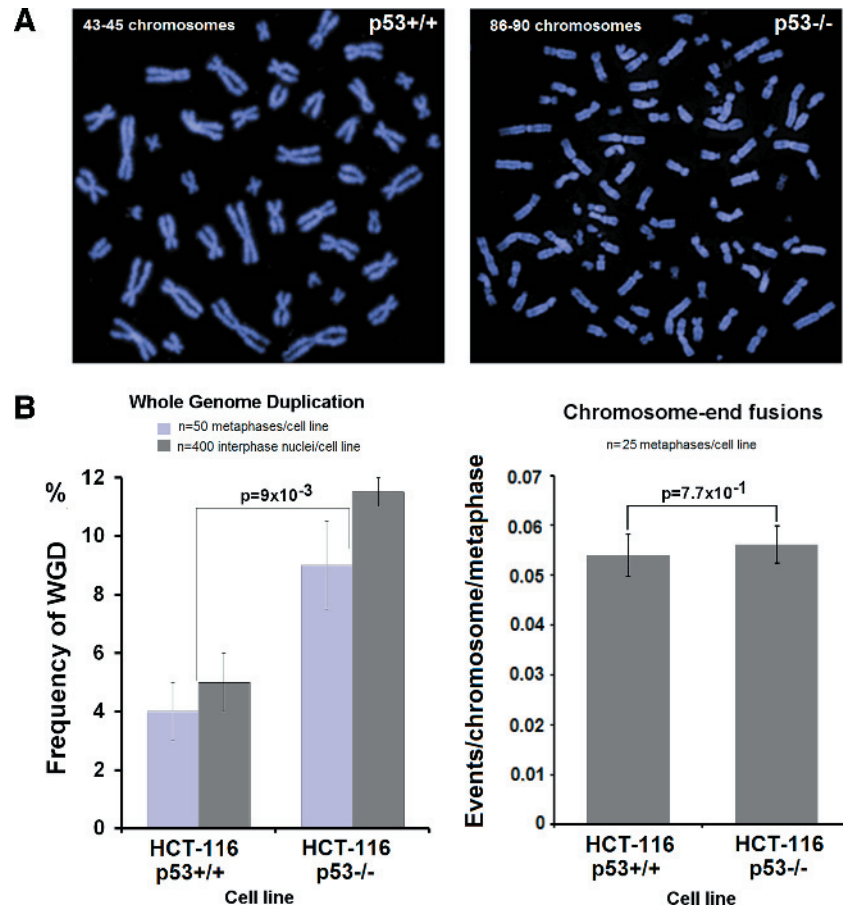 A
43-45 chromosomes p53+/+
86-90 chromosomes p53-/-
B
Whole Genome Duplication
n=50 metaphases/cell line
n=400 interphase nuclei/cell line
%
Frequency of WGD
12
10
8
6
4
2
0
p=9x10-3
HCT-116
p53+/+
HCT-116
p53-/-
Cell line
Chromosome-end fusions
n=25 metaphases/cell line
Events/chromosome/metaphase
0.07
0.06
0.05
0.04
0.03
0.02
0.01
0
p=7.7x10-1
HCT-116
p53+/+
HCT-116
p53-/-
Cell line